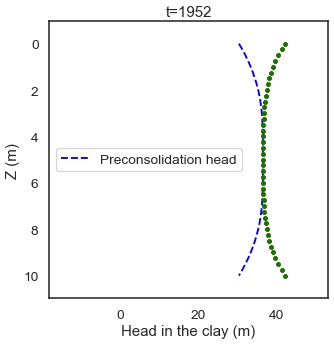 t=1952
0
2
4
Preconsolidation head
6
8
10
Z (m)
0
20
40
Head in the clay (m)